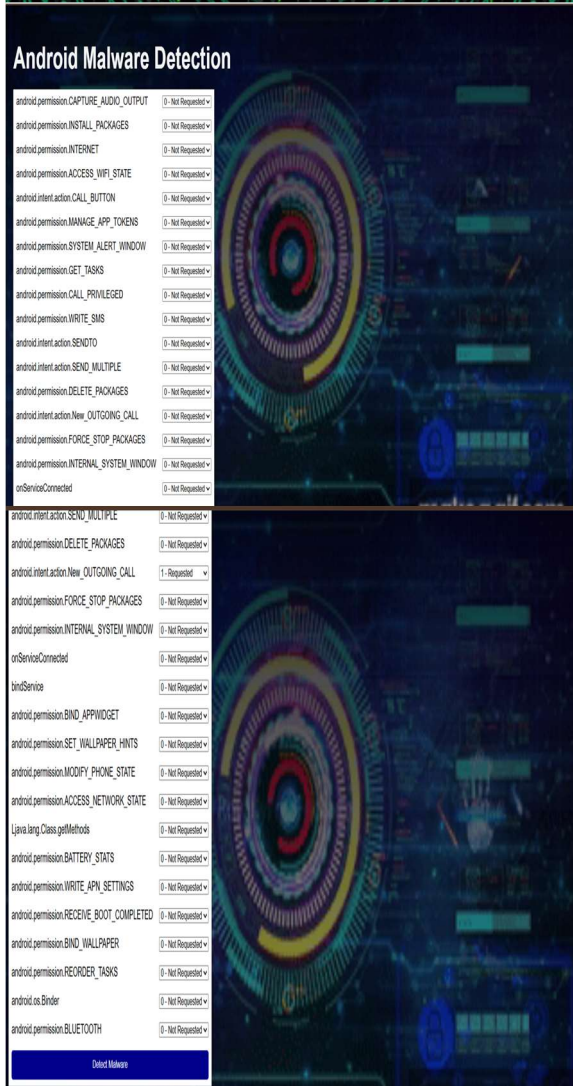 Android Malware Detection
android.permission.CAPTURE_AUDIO_OUTPUT 0 - Not Requested
android.permission.INSTALL_PACKAGES 0 - Not Requested
android.permission.INTERNET 0 - Not Requested
android.permission.ACCESS_WIFI_STATE 0 - Not Requested
android.intent.action.CALL_BUTTON 0 - Not Requested
android.permission.MANAGE_APP_TOKENS 0 - Not Requested
android.permission.SYSTEM_ALERT_WINDOW 0 - Not Requested
android.permission.GET_TASKS 0 - Not Requested
android.permission.CALL_PRIVILEGED 0 - Not Requested
android.permission.WRITE_SMS 0 - Not Requested
android.intent.action.SENDTO 0 - Not Requested
android.intent.action.SEND_MULTIPLE 0 - Not Requested
android.permission.DELETE_PACKAGES 0 - Not Requested
android.intent.action.New_OUTGOING_CALL 0 - Not Requested
android.permission.FORCE_STOP_PACKAGES 0 - Not Requested
android.permission.INTERNAL_SYSTEM_WINDOW 0 - Not Requested
onServiceConnected 0 - Not Requested
android.intent.action.SEND_MULTIPLE 0 - Not Requested
android.permission.DELETE_PACKAGES 0 - Not Requested
android.intent.action.New_OUTGOING_CALL 1 - Requested
android.permission.FORCE_STOP_PACKAGES 0 - Not Requested
android.permission.INTERNAL_SYSTEM_WINDOW 0 - Not Requested
onServiceConnected 0 - Not Requested
bindService 0 - Not Requested
android.permission.BIND_APPWIDGET 0 - Not Requested
android.permission.SET_WALLPAPER_HINTS 0 - Not Requested
android.permission.MODIFY_PHONE_STATE 0 - Not Requested
android.permission.ACCESS_NETWORK_STATE 0 - Not Requested
Ljava.lang.Class.getMethods 0 - Not Requested
android.permission.BATTERY_STATS 0 - Not Requested
android.permission.WRITE_APN_SETTINGS 0 - Not Requested
android.permission.RECEIVE_BOOT_COMPLETED 0 - Not Requested
android.permission.BIND_WALLPAPER 0 - Not Requested
android.permission.REORDER_TASKS 0 - Not Requested
android.os.Binder 0 - Not Requested
android.permission.BLUETOOTH 0 - Not Requested
Detect Malware